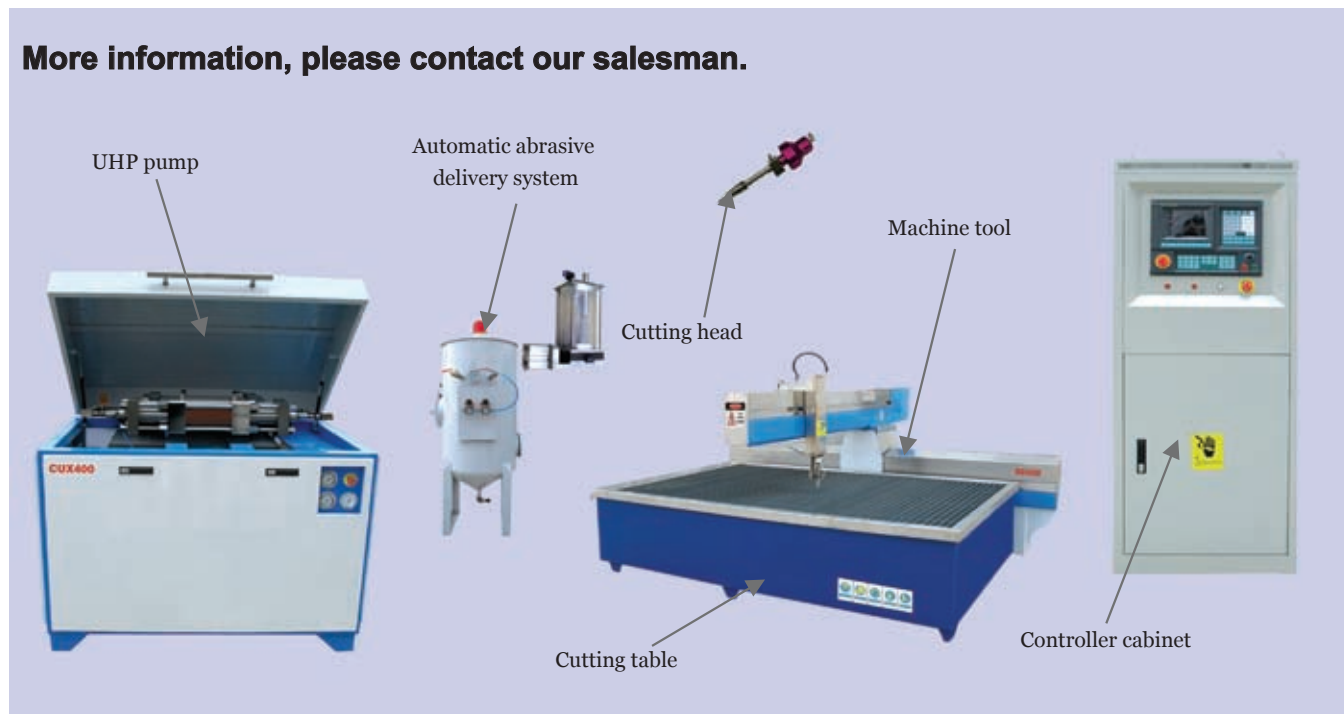 More information, please contact our salesman.
UHP pump
Automatic abrasive
delivery system
Machine tool
Cutting head
CUX400
Cutting table
Controller cabinet